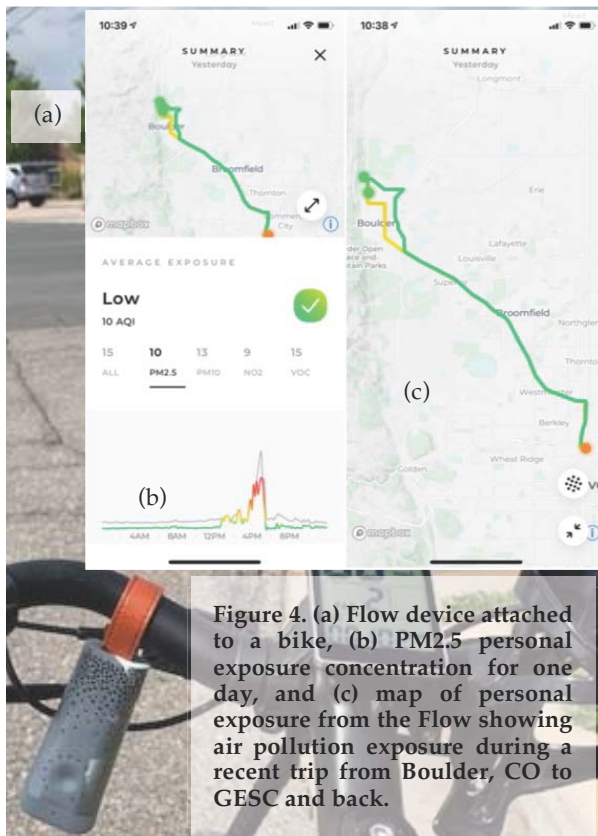 10:39
SUMMARY
Yesterday
Boulder
Broomfield
Thornton
City
mapbox
AVERAGE EXPOSURE
Low
10 AQI
15 10 13 9 15
ALL PM2.5 PM10 NO2 VOC
(b)
4AM 8AM 12PM 4PM 8PM
10:38
SUMMARY
Yesterday
Longmont
Erie
Boulder
Lafayette
Louisville
Superior
Broomfield
Thornton
Westminster
Berkley
(c)
Wheat Ridge
Golden
mapbox
(a)
Figure 4. (a) Flow device attached
to a bike, (b) PM2.5 personal
exposure concentration for one
day, and (c) map of personal
exposure from the Flow showing
air pollution exposure during a
recent trip from Boulder, CO to
GESC and back.